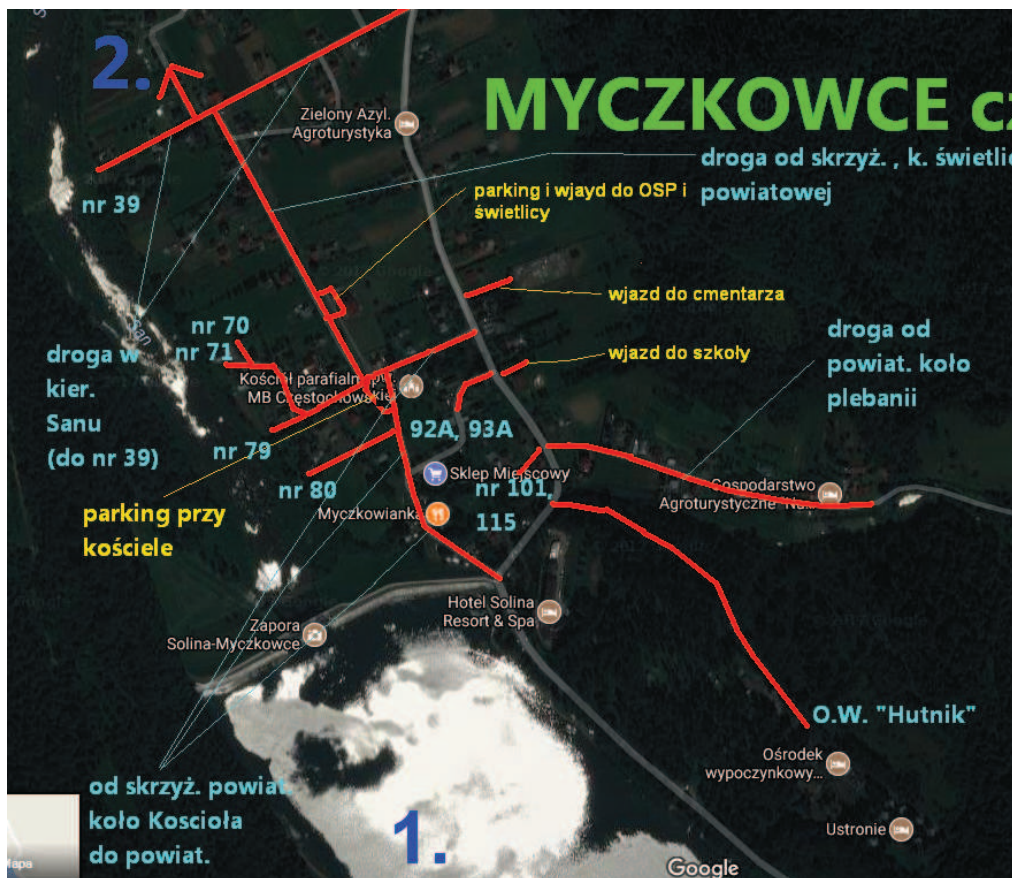 2.
MYCZKOWCE
Zielony Azyl.
Agroturystyka
droga od skrzyż. , k.
powiatowej
nr 39
parking i wjayd do OSP i
świetlicy
San
wjazd do cmentarza
nr 70
nr 71
droga w
kier.
Sanu
(do nr 39)
wjazd do szkoły
droga od
powiat. koło
plebanii
Kościół
MB Częstochowskiej
92A, 93A
nr 79
Sklep Miejscowy
nr 80
nr 101,
115
Gospodarstwo
Agroturystyczne "Na...
Myczkowianka
parking przy
kościele
Hotel Solina
Resort & Spa
Zapora
Solina-Myczkowce
O.W. "Hutnik"
Ośrodek
wypoczynkowy...
od skrzyż. powiat.
koło Koscioła
do powiat.
1.
Ustronie
Mapa
Google